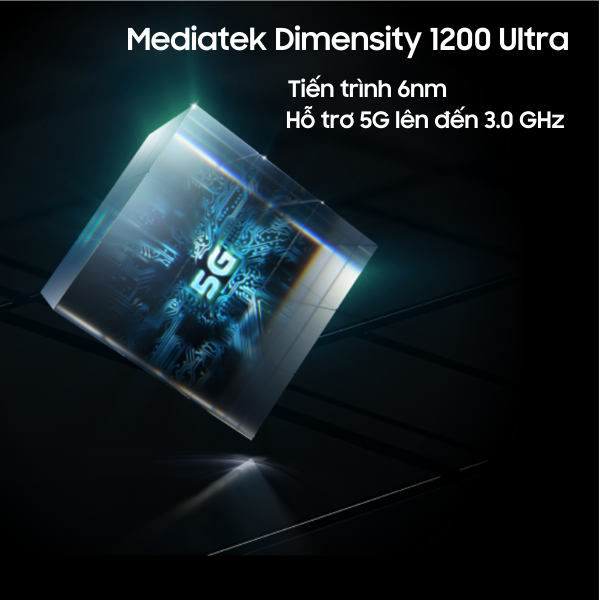 Mediatek Dimensity 1200 Ultra
Tiến trình 6nm
Hỗ trơ 5G lên đến 3.0 GHz
5G